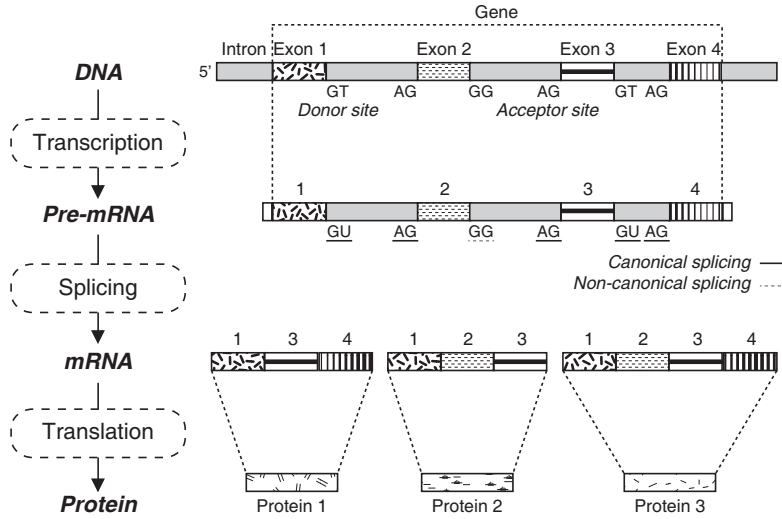 Gene
Intron Exon 1 Exon 2 Exon 3 Exon 4
DNA 5'
GT AG GG AG GT AG
Donor site Acceptor site
Transcription
1 2 3 4
Pre-mRNA
GU AG GG AG GU AG
Canonical splicing
Non-canonical splicing
Splicing
1 3 4 1 2 3 1 2 3 4
mRNA
Translation
Protein Protein 1 Protein 2 Protein 3